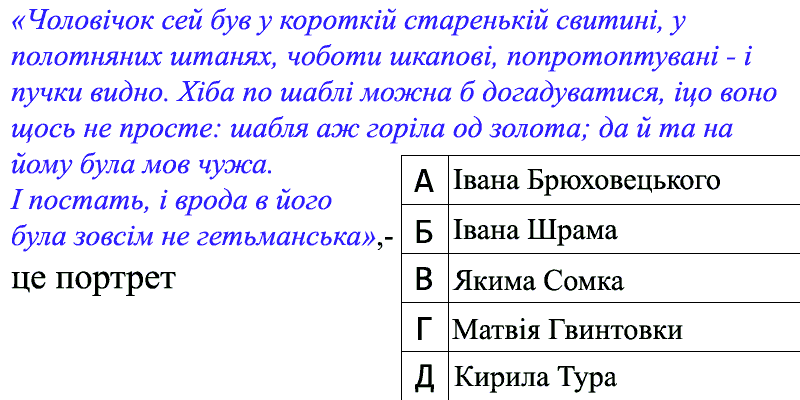 «Чоловічок сей був у короткій старенькій свитині, у
полотняних штанях, чоботи шкапові, попротоптувані - і
пучки видно. Хіба по шаблі можна б догадуватися, іцо воно
щось не просте: шабля аж горіла од золота; да й та на
йому була мов чужа.
І постать, і врода в його
була зовсім не гетьманська»,-
це портрет
А Івана Брюховецького
Б Івана Шрама
В Якима Сомка
Г Матвія Гвинтовки
Д Кирила Тура